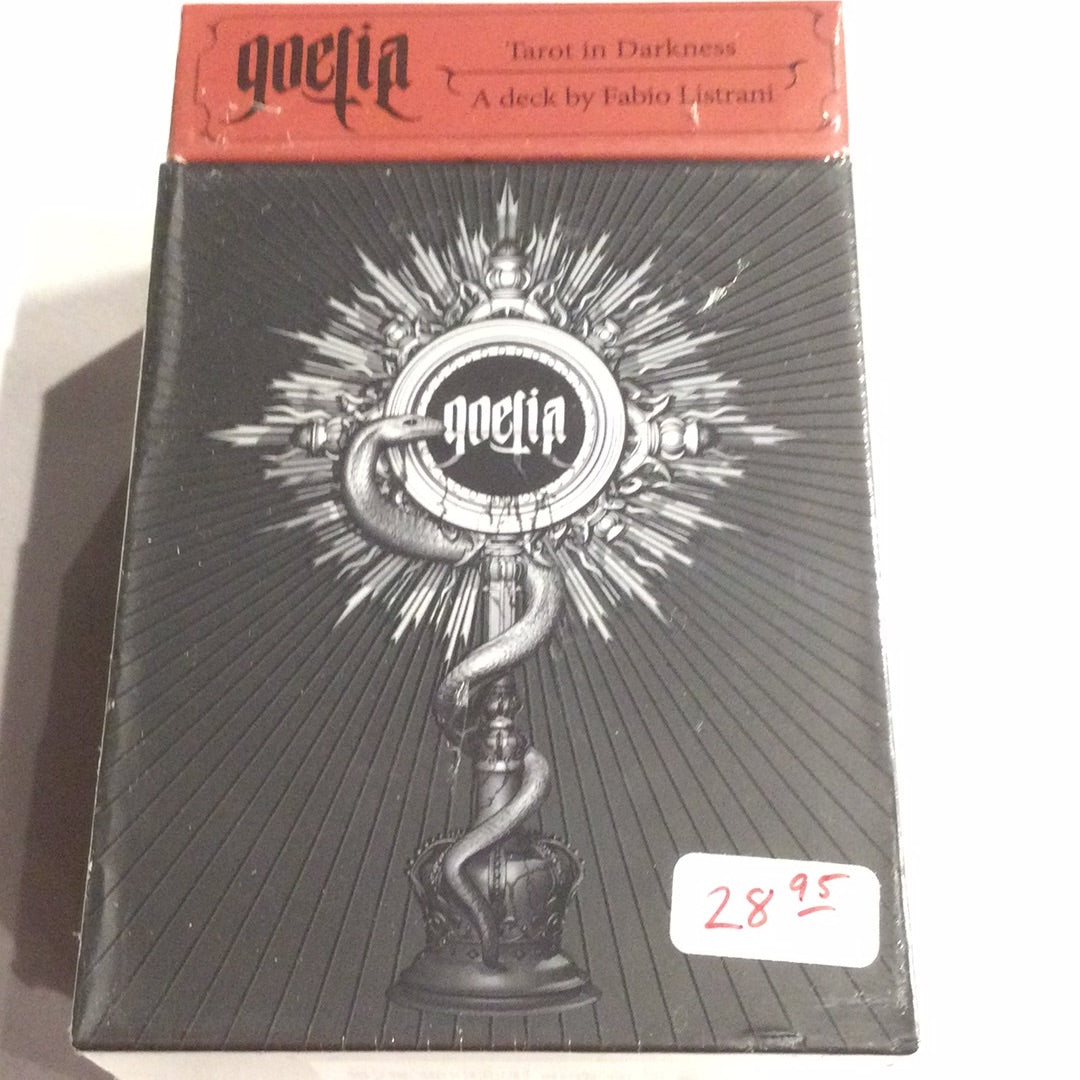 goetia
Tarot in Darkness
A deck by Fabio Listrani
goetia
28 95